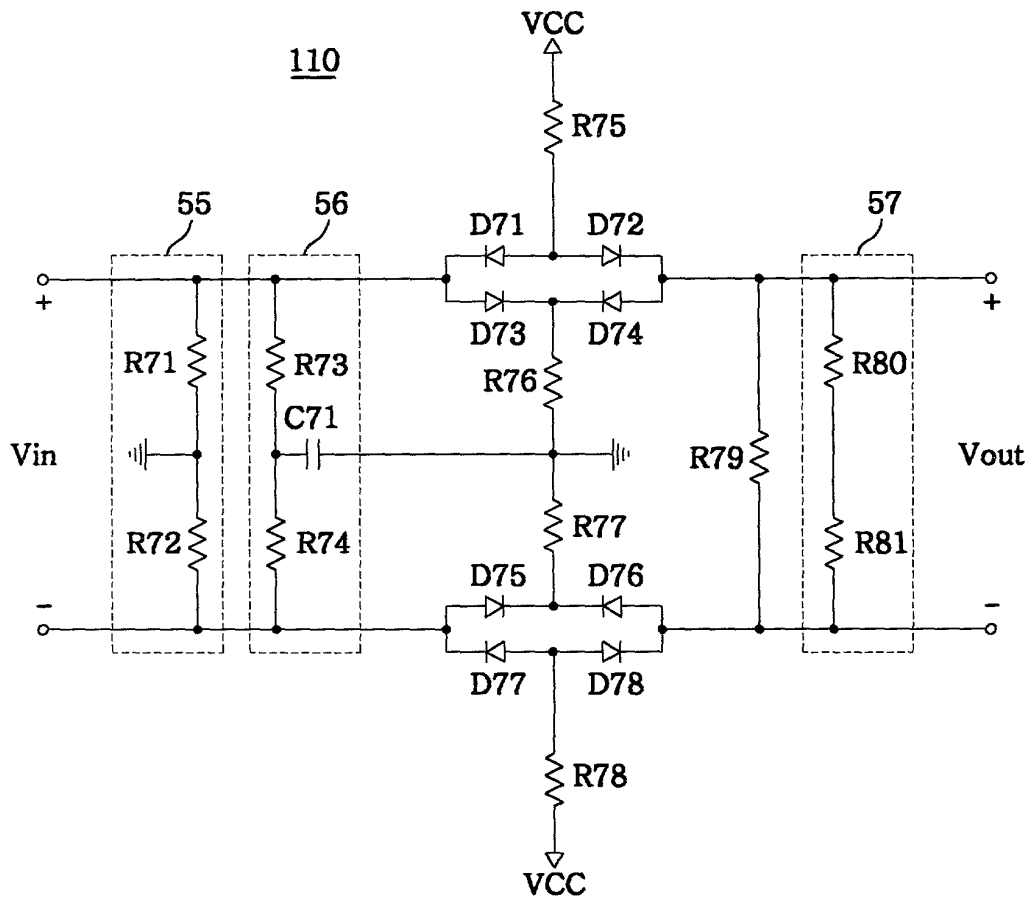 VCC
110
R75
55
56
57
D71
D72
+
+
D73
D74
R71
R73
R76
R80
C71
Vin
R79
Vout
R72
R74
R77
R81
D75
D76
−
−
D77
D78
R78
VCC